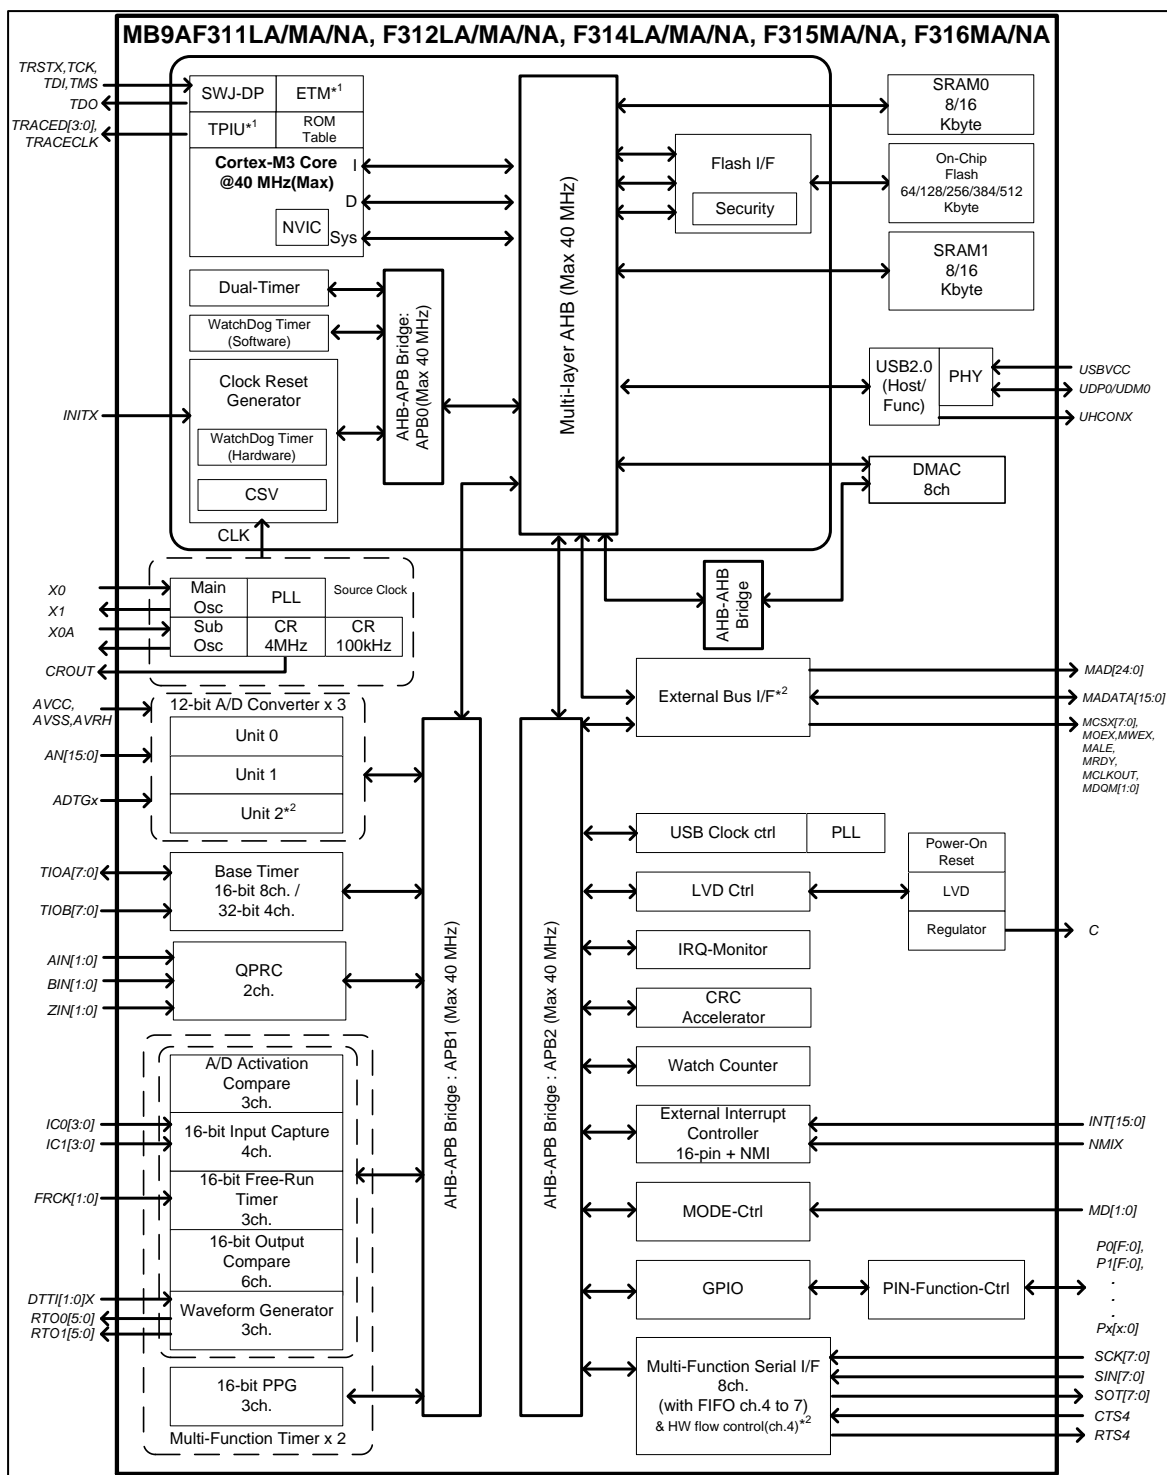 MB9AF311LA/MA/NA, F312LA/MA/NA, F314LA/MA/NA, F315MA/NA, F316MA/NA
TRSTX,TCK,
TDI,TMS
TDO
TRACED[3:0],
TRACECLK
SWJ-DP
ETM*1
TPIU*1
ROM
Table
Cortex-M3 Core
@40 MHz(Max)
I
D
NVIC
Sys
Multi-layer AHB (Max 40 MHz)
Flash I/F
Security
SRAM0
8/16
Kbyte
On-Chip
Flash
64/128/256/384/512
Kbyte
SRAM1
8/16
Kbyte
Dual-Timer
WatchDog Timer
(Software)
AHB-APB Bridge:
APB0(Max 40 MHz)
INITX
Clock Reset
Generator
WatchDog Timer
(Hardware)
CSV
CLK
USB2.0
(Host/
Func)
PHY
USBVCC
UDP0/UDM0
UHCONX
DMAC
8ch
AHB-AHB
Bridge
X0
X1
X0A
CROUT
Main
Osc
PLL
Source Clock
Sub
Osc
CR
4MHz
CR
100kHz
External Bus I/F*2
MAD[24:0]
MADATA[15:0]
MCSX[7:0],
MOEX,MWEX,
MALE,
MRDY,
MCLKOUT,
MDQM[1:0]
AVCC,
AVSS,AVRH
AN[15:0]
ADTGx
12-bit A/D Converter x 3
Unit 0
Unit 1
Unit 2*2
TIOA[7:0]
TIOB[7:0]
Base Timer
16-bit 8ch. /
32-bit 4ch.
AIN[1:0]
BIN[1:0]
ZIN[1:0]
QPRC
2ch.
AHB-APB Bridge : APB1 (Max 40 MHz)
AHB-APB Bridge : APB2 (Max 40 MHz)
USB Clock ctrl
PLL
LVD Ctrl
Power-On
Reset
LVD
Regulator
C
IRQ-Monitor
CRC
Accelerator
Watch Counter
External Interrupt
Controller
16-pin + NMI
INT[15:0]
NMIX
MODE-Ctrl
MD[1:0]
GPIO
PIN-Function-Ctrl
P0[F:0],
P1[F:0],
.
.
.
Px[x:0]
IC0[3:0]
IC1[3:0]
FRCK[1:0]
DTTI[1:0]X
RTO0[5:0]
RTO1[5:0]
A/D Activation
Compare
3ch.
16-bit Input Capture
4ch.
16-bit Free-Run
Timer
3ch.
16-bit Output
Compare
6ch.
Waveform Generator
3ch.
16-bit PPG
3ch.
Multi-Function Timer x 2
Multi-Function Serial I/F
8ch.
(with FIFO ch.4 to 7)
& HW flow control(ch.4)*2
SCK[7:0]
SIN[7:0]
SOT[7:0]
CTS4
RTS4